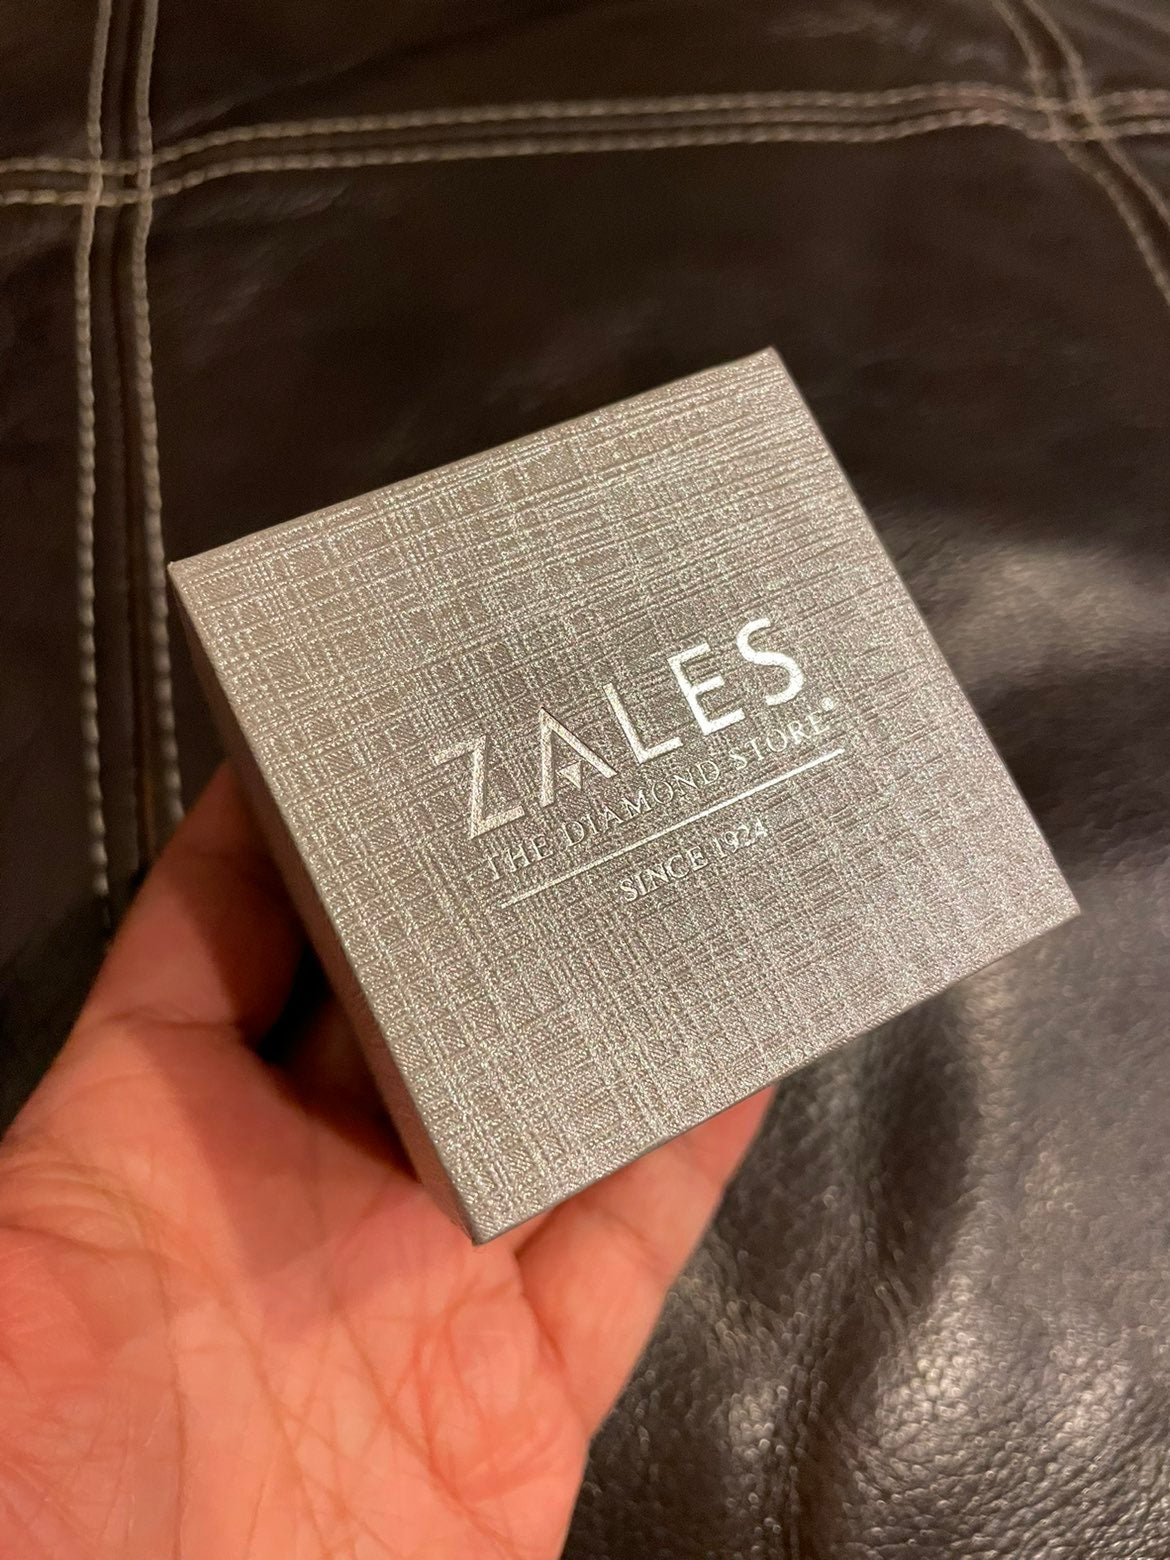 ZALES
THE DIAMOND STORE®
SINCE 1924